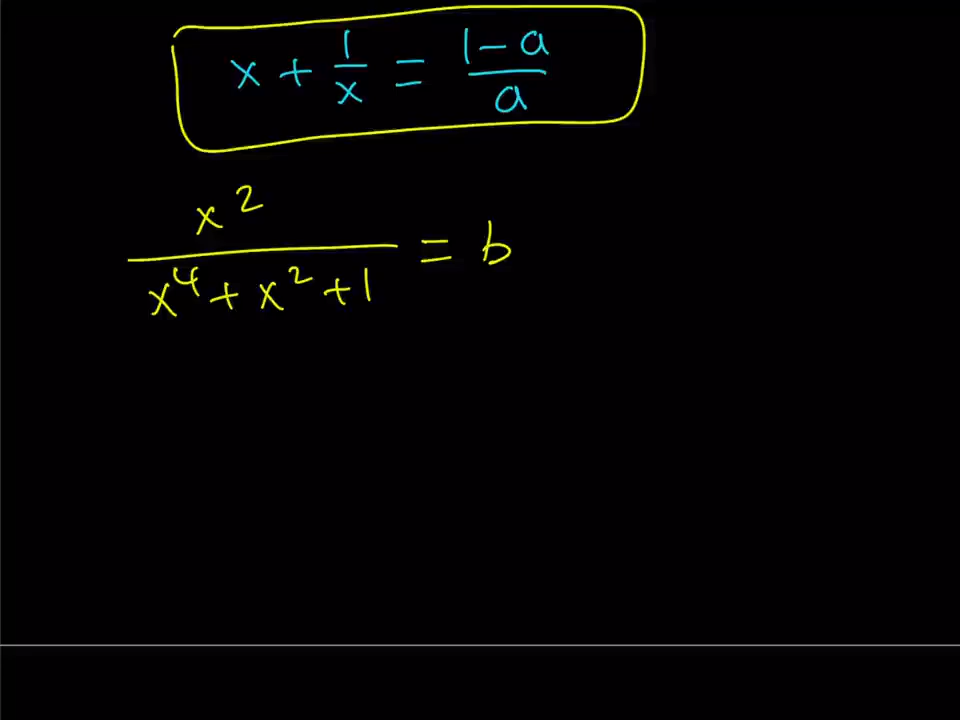 x + 1/x = (1-a)/a
x^2/(x^4 + x^2 + 1) = b